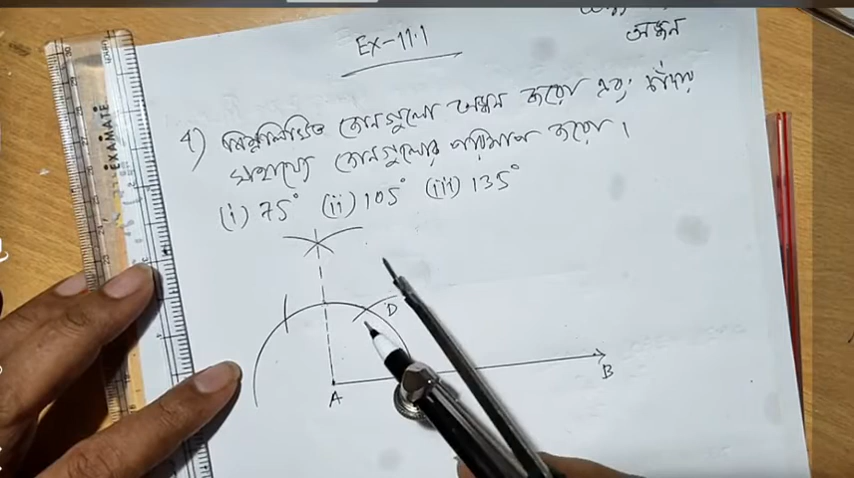 Ex-11.1
অঙ্কন
4) নিম্নলিখিত কোনগুলো অঙ্কন করো এবং চাঁদার
সাহায্যে কোনগুলোর পরিমাপ করো।
(i) 75° (ii) 105° (iii) 135°
D
B
A
EXAMATE